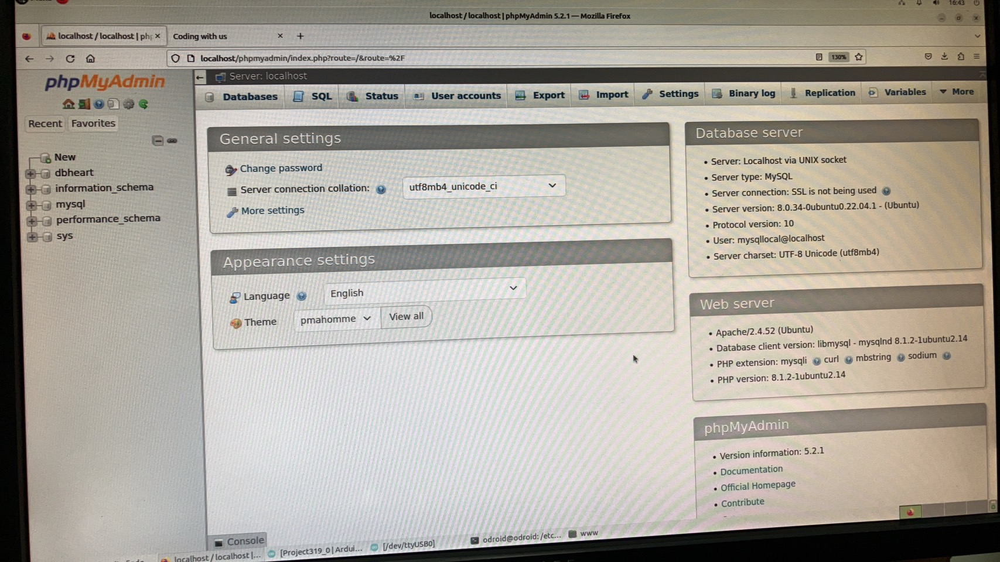 16:43
localhost / localhost | phpMyAdmin 5.2.1 — Mozilla Firefox
localhost / localhost | php
Coding with us
localhost/phpmyadmin/index.php?route=/&route=%2F
130%
phpMyAdmin
Recent Favorites
New
dbheart
information_schema
mysql
performance_schema
sys
Server: localhost
Databases SQL Status User accounts Export Import Settings Binary log Replication Variables More
General settings
Change password
Server connection collation: utf8mb4_unicode_ci
More settings
Appearance settings
Language English
Theme pmahomme View all
Database server
Server: Localhost via UNIX socket
Server type: MySQL
Server connection: SSL is not being used
Server version: 8.0.34-0ubuntu0.22.04.1 - (Ubuntu)
Protocol version: 10
User: mysqllocal@localhost
Server charset: UTF-8 Unicode (utf8mb4)
Web server
Apache/2.4.52 (Ubuntu)
Database client version: libmysql - mysqlnd 8.1.2-1ubuntu2.14
PHP extension: mysqli curl mbstring sodium
PHP version: 8.1.2-1ubuntu2.14
phpMyAdmin
Version information: 5.2.1
Documentation
Official Homepage
Contribute
Console
localhost / localhost |...
[Project319_0 | Ardui...
[/dev/ttyUSB0]
odroid@odroid: /etc...
www